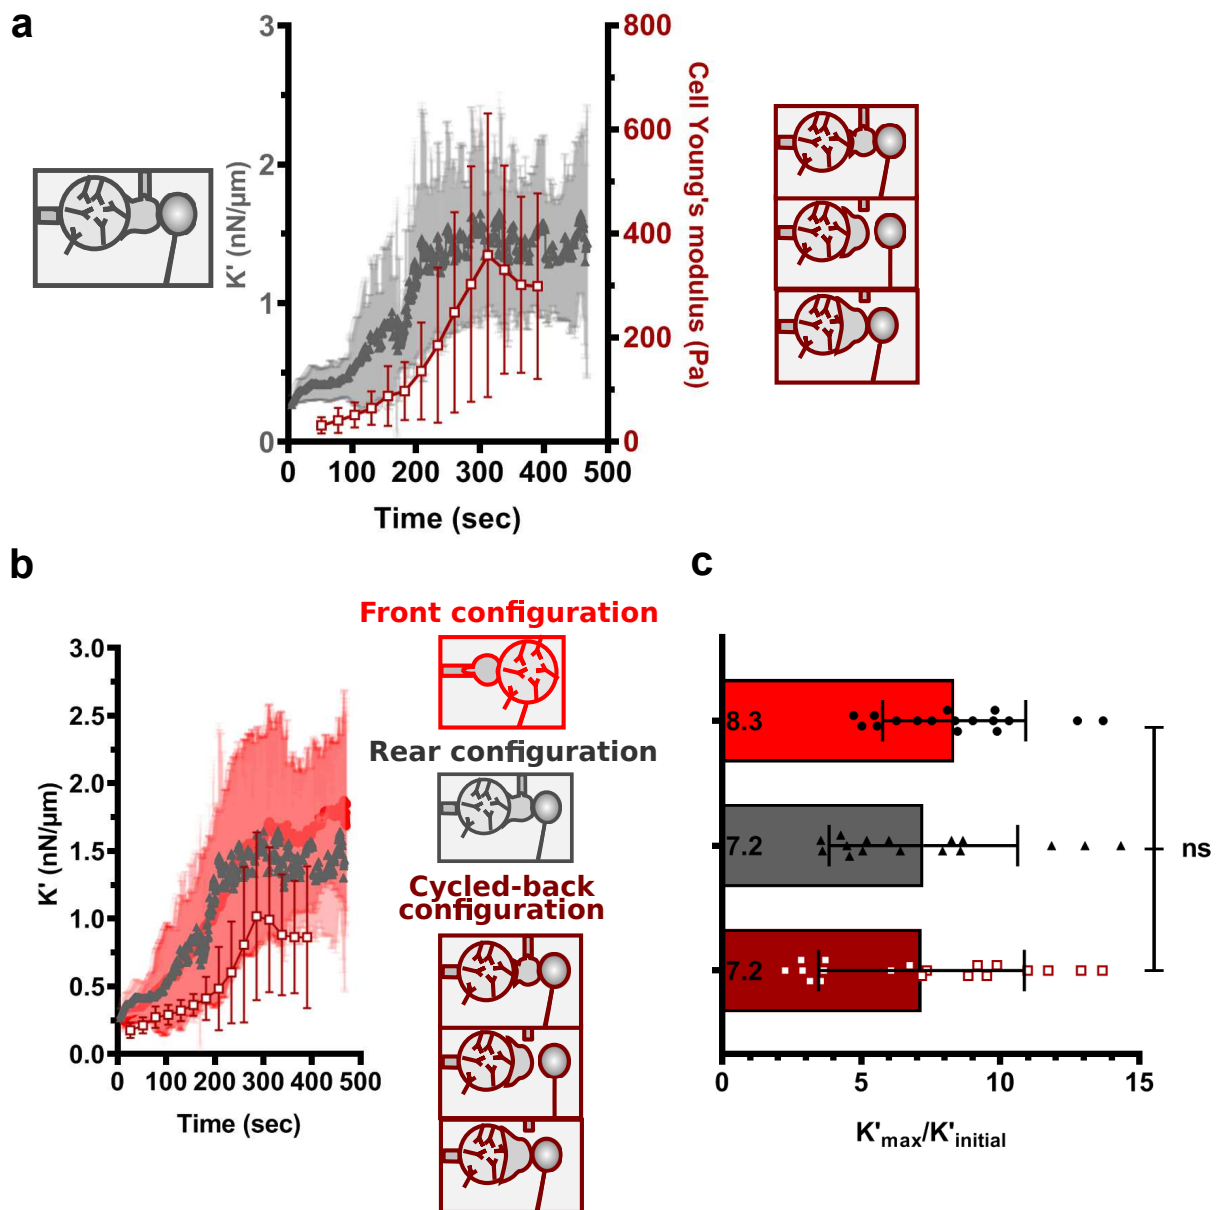 a
3
2
1
0
K' (nN/μm)
800
600
400
200
0
Cell Young's modulus (Pa)
0 100 200 300 400 500
Time (sec)
b
3.0
2.5
2.0
1.5
1.0
0.5
0.0
K' (nN/μm)
0 100 200 300 400 500
Time (sec)
Front configuration
Rear configuration
Cycled-back
configuration
c
8.3
7.2
7.2
ns
0 5 10 15
K'max/K'initial